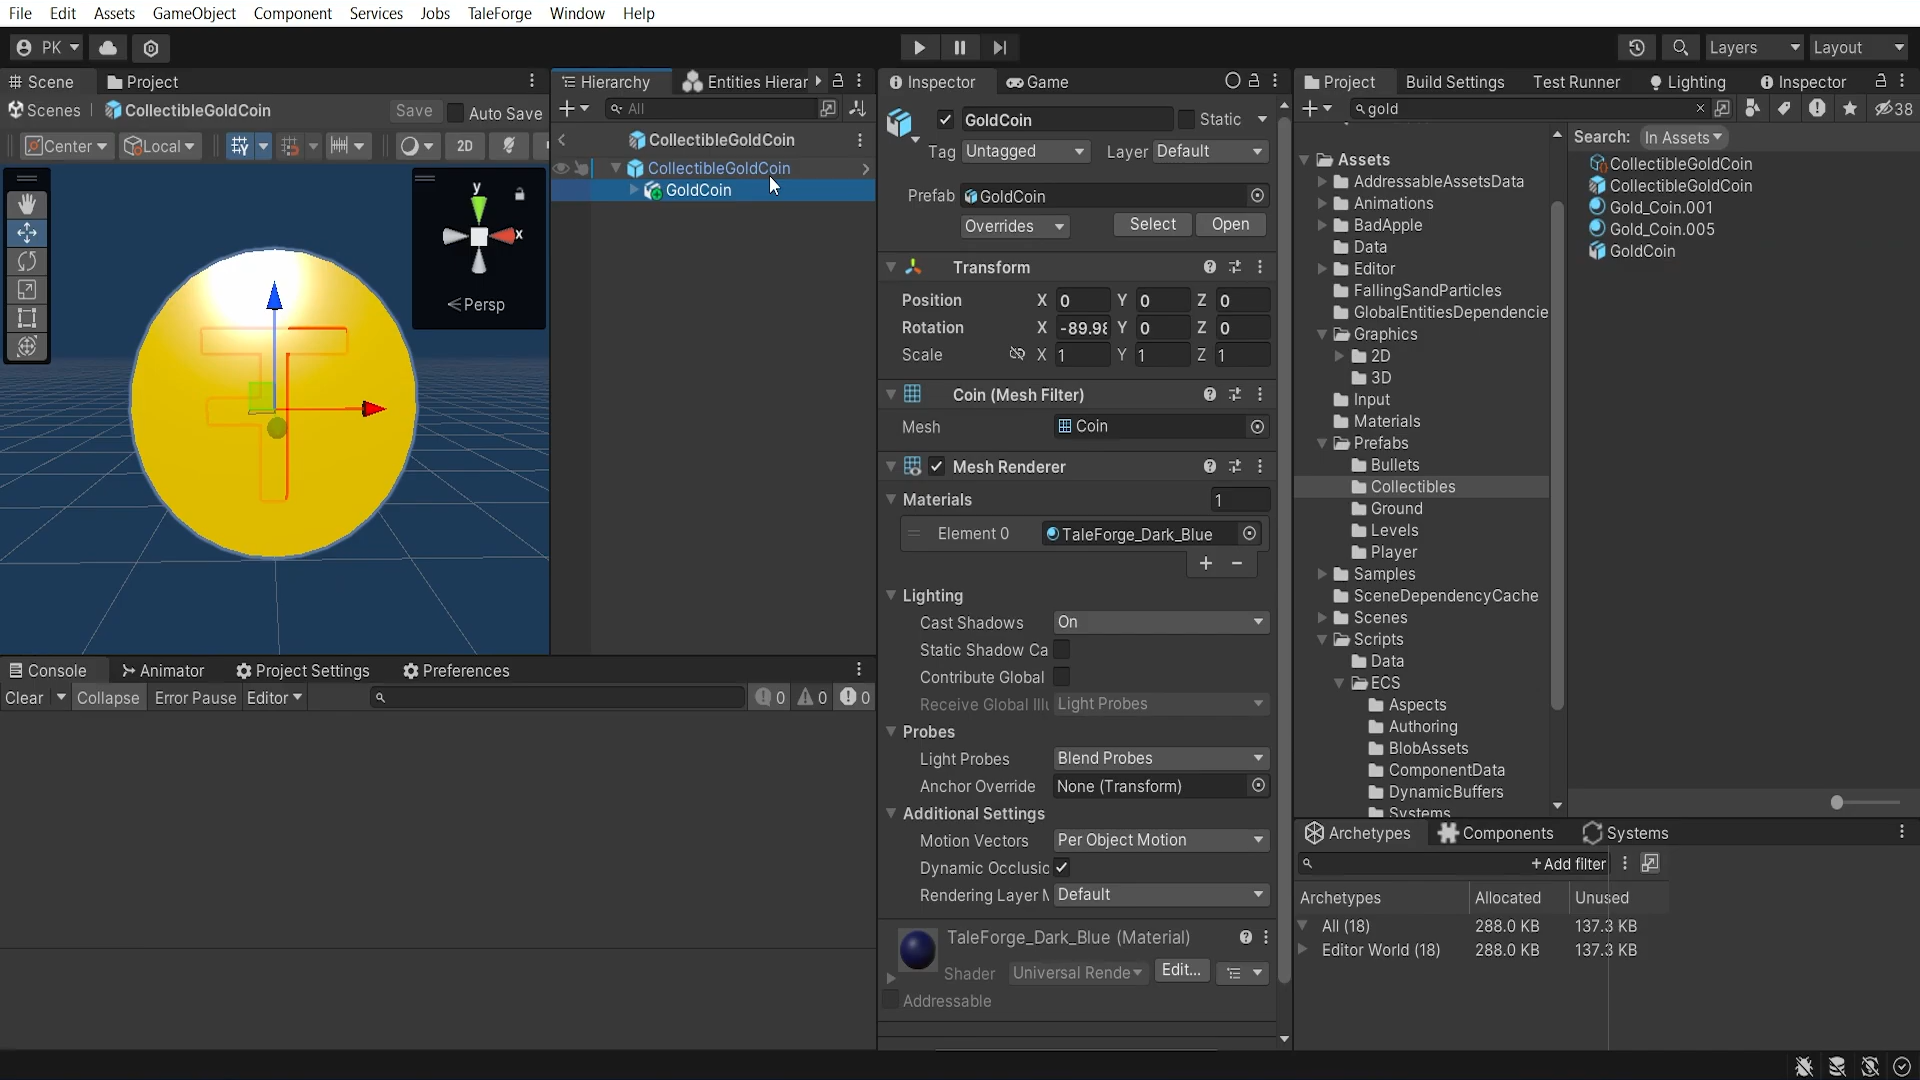 File Edit Assets GameObject Component Services Jobs TaleForge Window Help
PK
Layers
Layout
Scene
Project
Scenes
CollectibleGoldCoin
Save
Auto Save
Center
Local
2D
y
x
Persp
Hierarchy
Entities Hierar
All
CollectibleGoldCoin
CollectibleGoldCoin
GoldCoin
Console
Animator
Project Settings
Preferences
Clear
Collapse
Error Pause
Editor
0
0
0
Inspector
Game
GoldCoin
Static
Tag Untagged
Layer Default
Prefab GoldCoin
Overrides
Select
Open
Transform
Position X 0 Y 0 Z 0
Rotation X -89.98 Y 0 Z 0
Scale X 1 Y 1 Z 1
Coin (Mesh Filter)
Mesh Coin
Mesh Renderer
Materials 1
Element 0 TaleForge_Dark_Blue
+ −
Lighting
Cast Shadows On
Static Shadow Ca
Contribute Global
Receive Global Illu Light Probes
Probes
Light Probes Blend Probes
Anchor Override None (Transform)
Additional Settings
Motion Vectors Per Object Motion
Dynamic Occlusic
Rendering Layer M Default
TaleForge_Dark_Blue (Material)
Shader Universal Rende
Edit...
Addressable
Project
Build Settings
Test Runner
Lighting
Inspector
gold
38
Assets
AddressableAssetsData
Animations
BadApple
Data
Editor
FallingSandParticles
GlobalEntitiesDependencie
Graphics
2D
3D
Input
Materials
Prefabs
Bullets
Collectibles
Ground
Levels
Player
Samples
SceneDependencyCache
Scenes
Scripts
Data
ECS
Aspects
Authoring
BlobAssets
ComponentData
DynamicBuffers
Systems
Search: In Assets
CollectibleGoldCoin
CollectibleGoldCoin
Gold_Coin.001
Gold_Coin.005
GoldCoin
Archetypes
Components
Systems
+Add filter
Archetypes Allocated Unused
All (18) 288.0 KB 137.3 KB
Editor World (18) 288.0 KB 137.3 KB